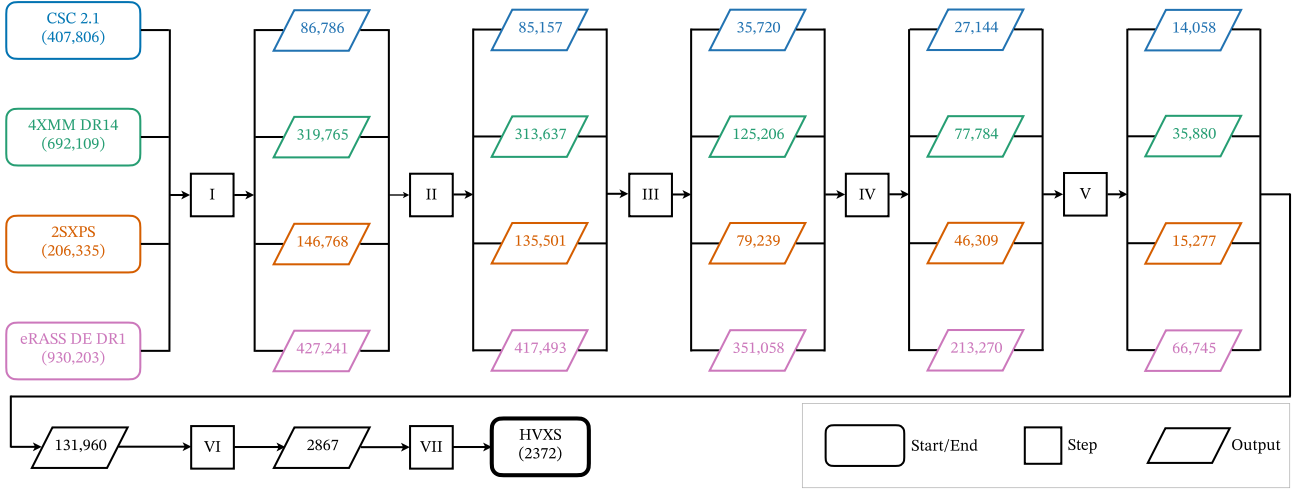 CSC 2.1
(407,806)
86,786
85,157
35,720
27,144
14,058
4XMM DR14
(692,109)
319,765
313,637
125,206
77,784
35,880
I
II
III
IV
V
2SXPS
(206,335)
146,768
135,501
79,239
46,309
15,277
eRASS DE DR1
(930,203)
427,241
417,493
351,058
213,270
66,745
131,960
VI
2867
VII
HVXS
(2372)
Start/End
Step
Output